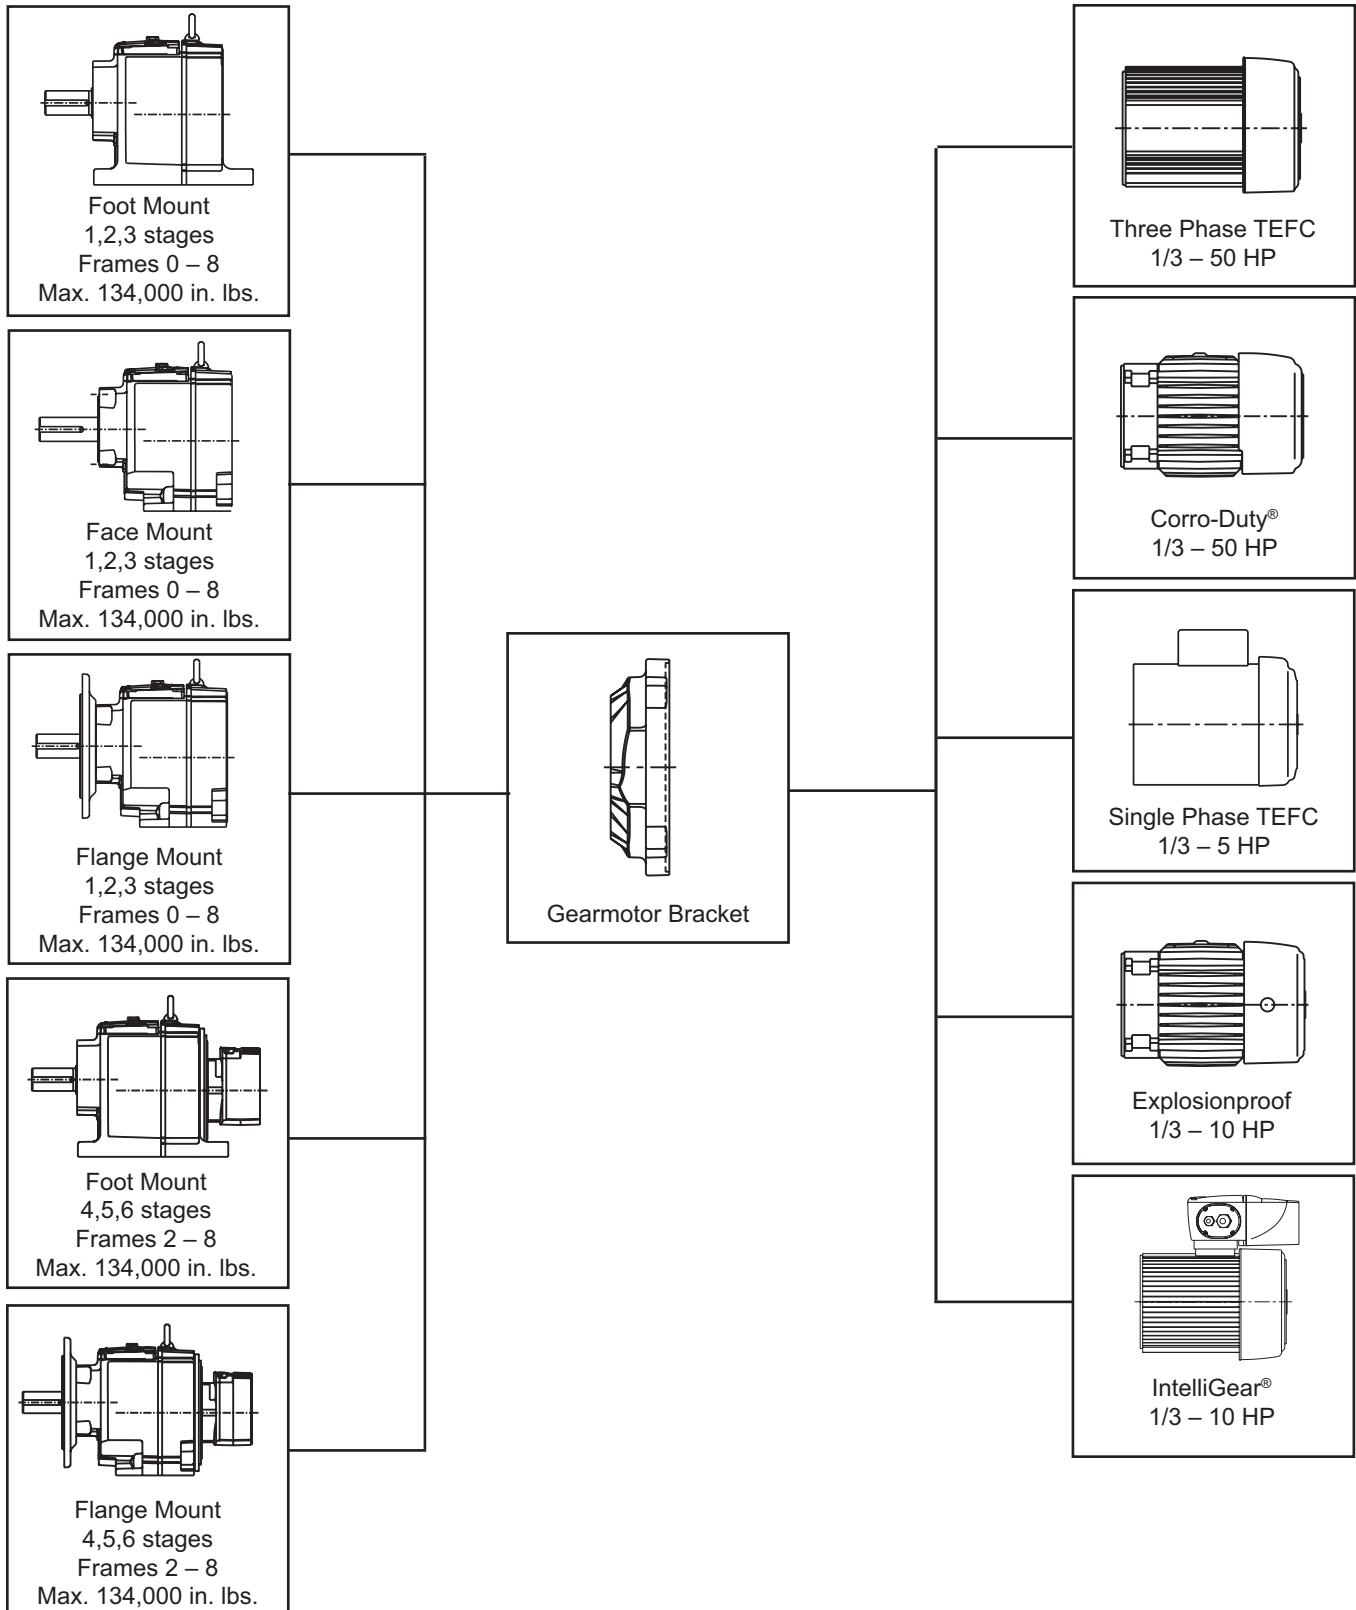 Foot Mount
1,2,3 stages
Frames 0 – 8
Max. 134,000 in. lbs.
Face Mount
1,2,3 stages
Frames 0 – 8
Max. 134,000 in. lbs.
Flange Mount
1,2,3 stages
Frames 0 – 8
Max. 134,000 in. lbs.
Foot Mount
4,5,6 stages
Frames 2 – 8
Max. 134,000 in. lbs.
Flange Mount
4,5,6 stages
Frames 2 – 8
Max. 134,000 in. lbs.
Gearmotor Bracket
Three Phase TEFC
1/3 – 50 HP
Corro-Duty®
1/3 – 50 HP
Single Phase TEFC
1/3 – 5 HP
Explosionproof
1/3 – 10 HP
IntelliGear®
1/3 – 10 HP